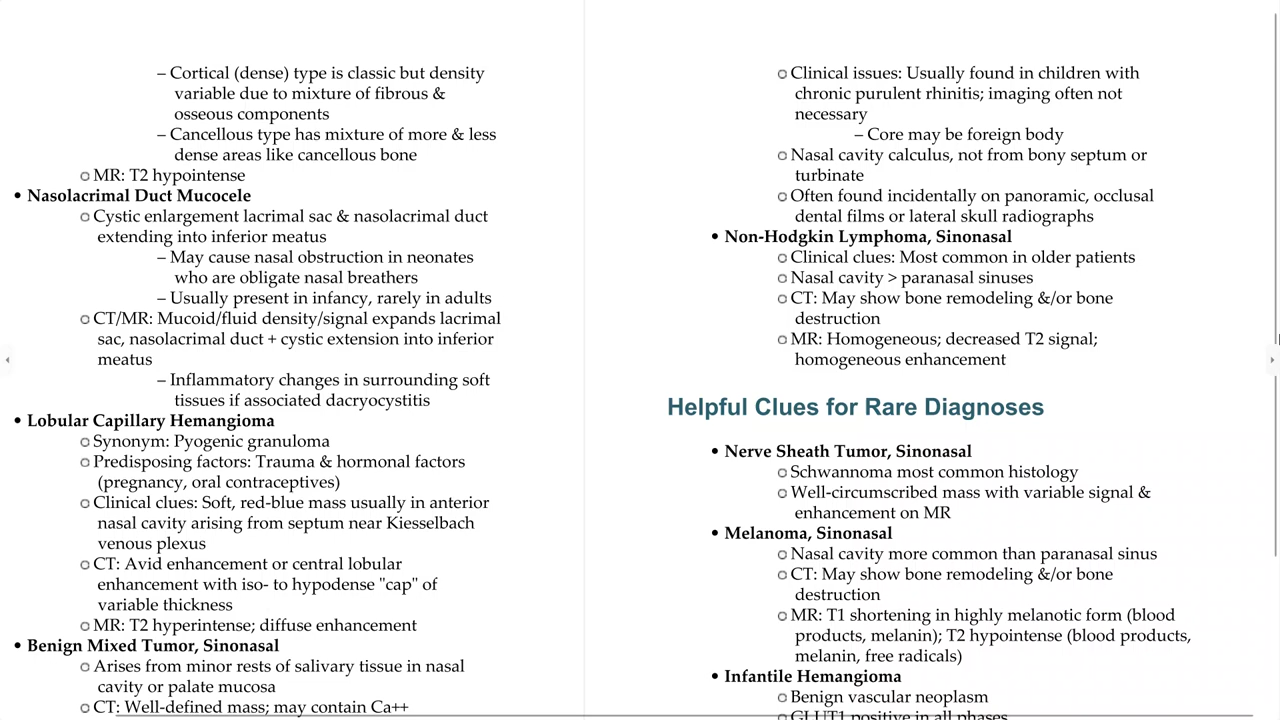 – Cortical (dense) type is classic but density
variable due to mixture of fibrous &
osseous components
– Cancellous type has mixture of more & less
dense areas like cancellous bone
○ MR: T2 hypointense
• Nasolacrimal Duct Mucocele
○ Cystic enlargement lacrimal sac & nasolacrimal duct
extending into inferior meatus
– May cause nasal obstruction in neonates
who are obligate nasal breathers
– Usually present in infancy, rarely in adults
○ CT/MR: Mucoid/fluid density/signal expands lacrimal
sac, nasolacrimal duct + cystic extension into inferior
meatus
– Inflammatory changes in surrounding soft
tissues if associated dacryocystitis
• Lobular Capillary Hemangioma
○ Synonym: Pyogenic granuloma
○ Predisposing factors: Trauma & hormonal factors
(pregnancy, oral contraceptives)
○ Clinical clues: Soft, red-blue mass usually in anterior
nasal cavity arising from septum near Kiesselbach
venous plexus
○ CT: Avid enhancement or central lobular
enhancement with iso- to hypodense "cap" of
variable thickness
○ MR: T2 hyperintense; diffuse enhancement
• Benign Mixed Tumor, Sinonasal
○ Arises from minor rests of salivary tissue in nasal
cavity or palate mucosa
○ CT: Well-defined mass; may contain Ca++
○ Clinical issues: Usually found in children with
chronic purulent rhinitis; imaging often not
necessary
– Core may be foreign body
○ Nasal cavity calculus, not from bony septum or
turbinate
○ Often found incidentally on panoramic, occlusal
dental films or lateral skull radiographs
• Non-Hodgkin Lymphoma, Sinonasal
○ Clinical clues: Most common in older patients
○ Nasal cavity > paranasal sinuses
○ CT: May show bone remodeling &/or bone
destruction
○ MR: Homogeneous; decreased T2 signal;
homogeneous enhancement
Helpful Clues for Rare Diagnoses
• Nerve Sheath Tumor, Sinonasal
○ Schwannoma most common histology
○ Well-circumscribed mass with variable signal &
enhancement on MR
• Melanoma, Sinonasal
○ Nasal cavity more common than paranasal sinus
○ CT: May show bone remodeling &/or bone
destruction
○ MR: T1 shortening in highly melanotic form (blood
products, melanin); T2 hypointense (blood products,
melanin, free radicals)
• Infantile Hemangioma
○ Benign vascular neoplasm
○ GLUT1 positive in all phases